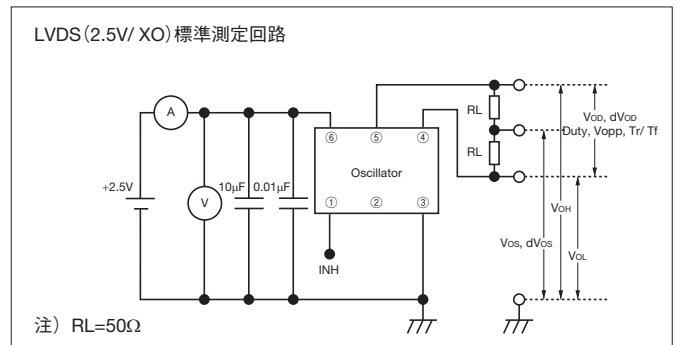 LVDS（2.5V/ XO）標準測定回路
A
⑥
⑤
④
RL
VOD, dVOD
Duty, Vopp, Tr/ Tf
RL
Oscillator
+2.5V
V
10μF
0.01μF
①
②
③
VOH
VOS, dVOS
VOL
INH
注） RL=50Ω